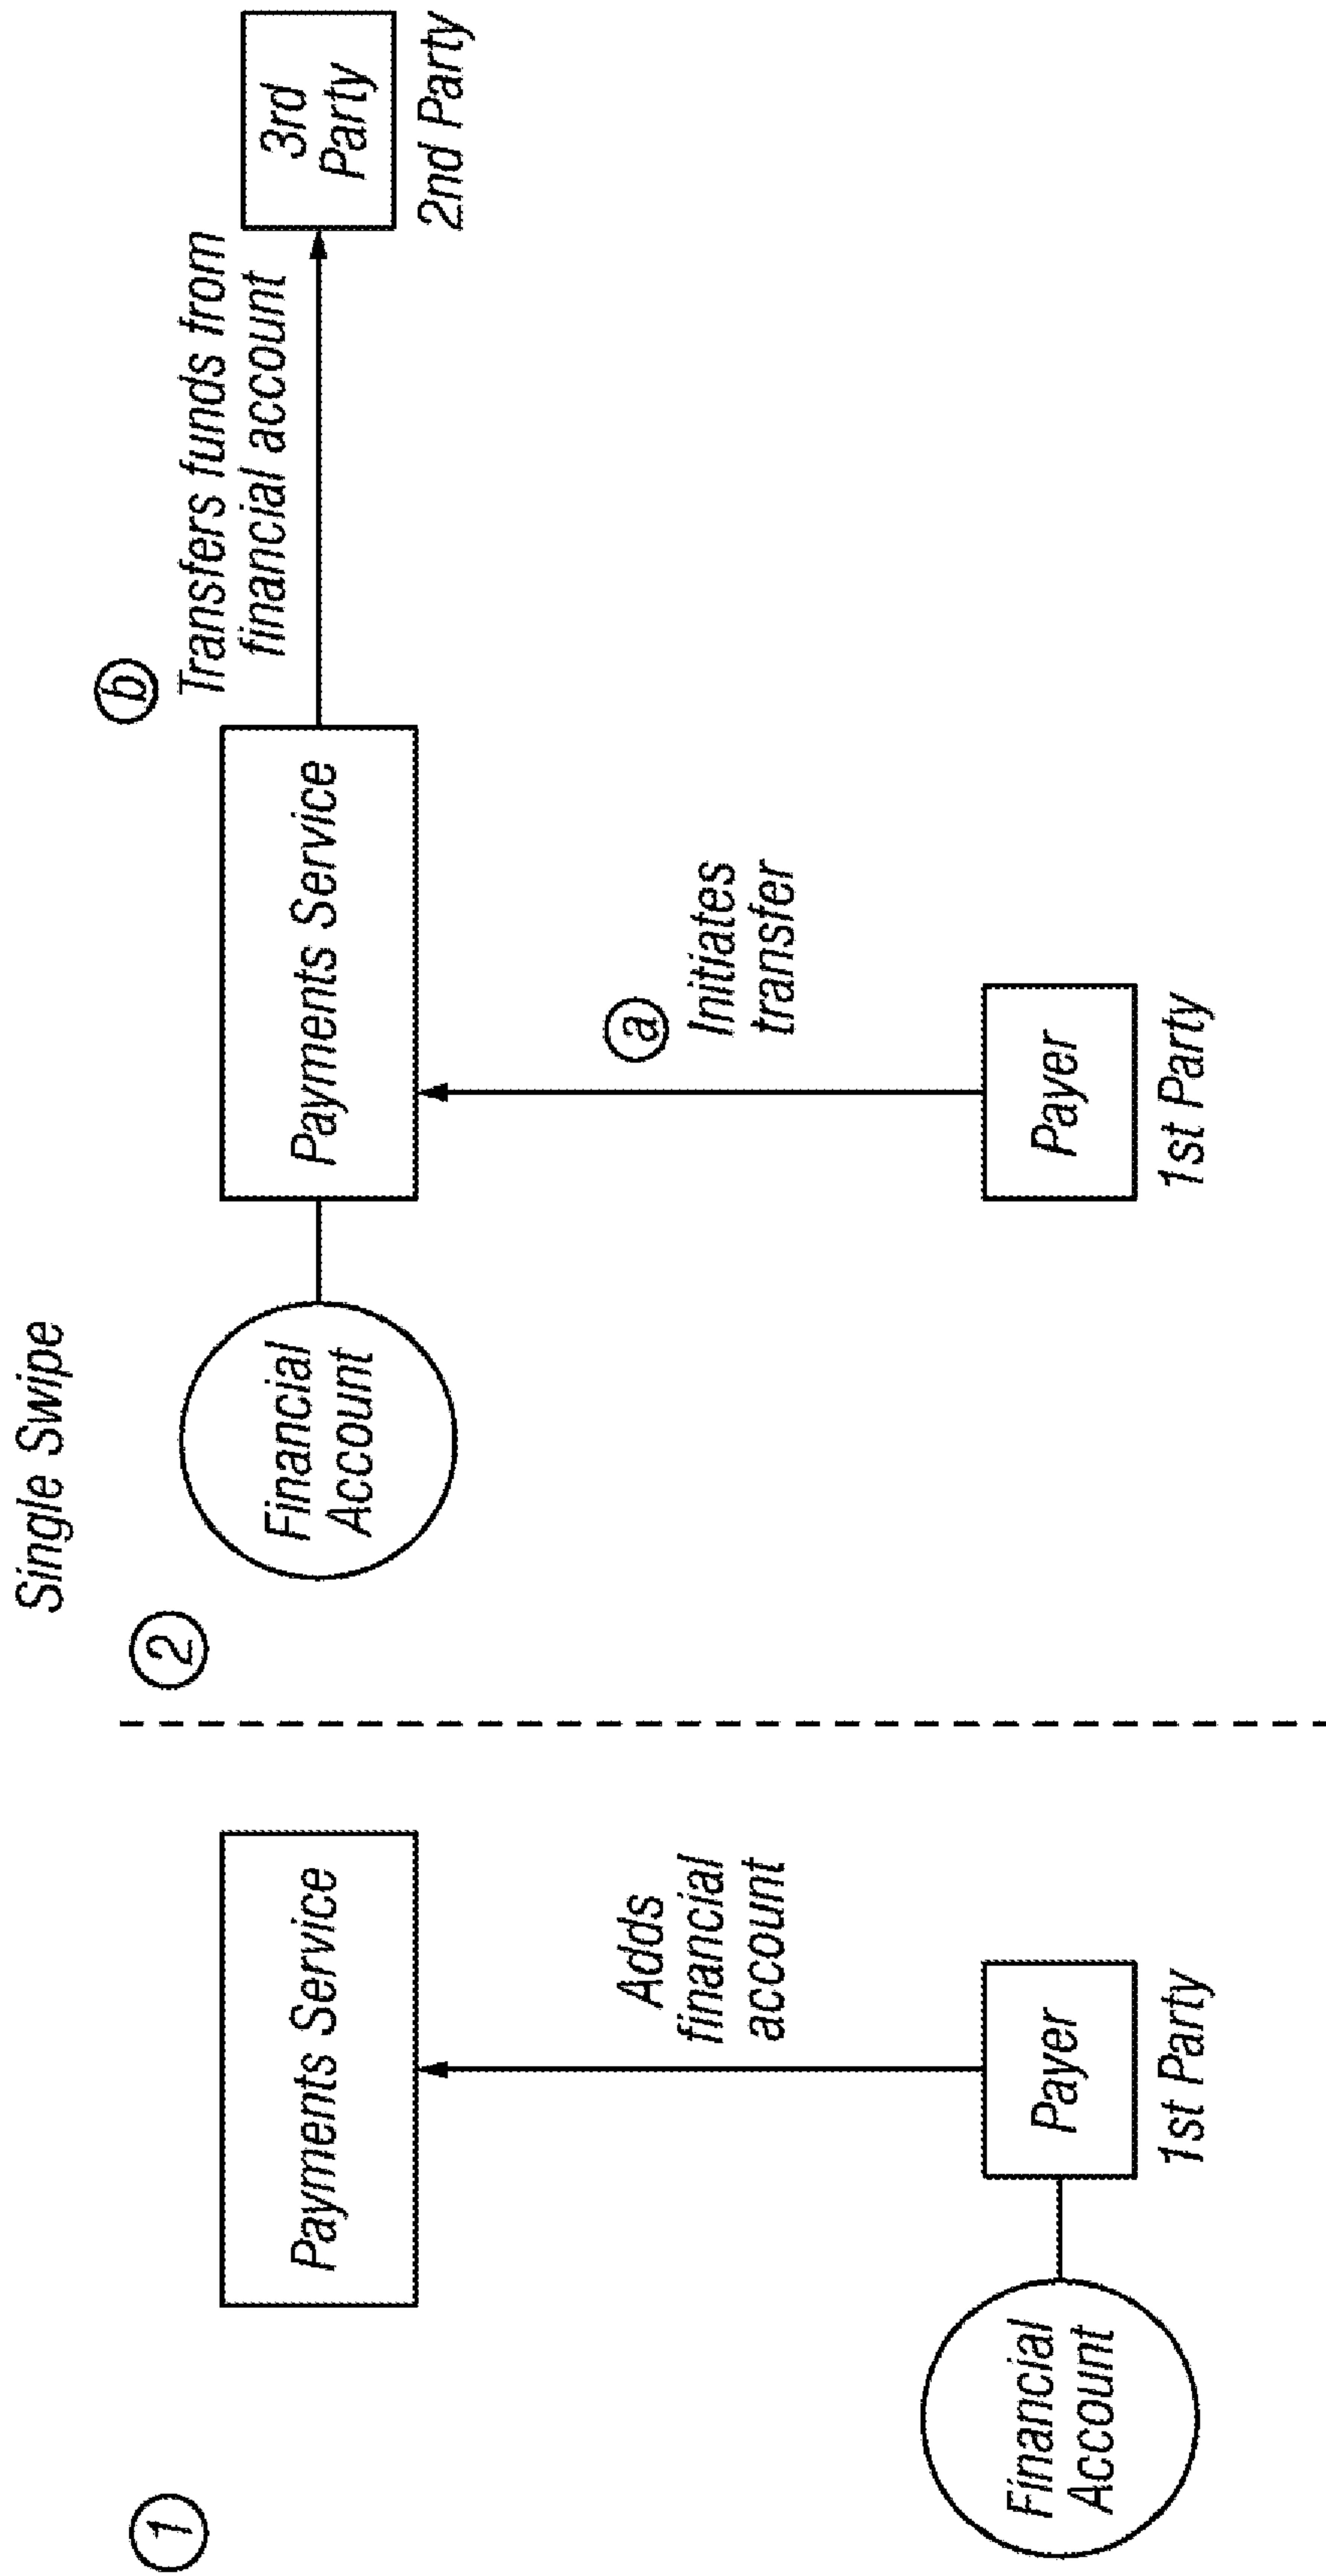 Single Swipe
1
Payments Service
Adds
financial
account
Financial
Account
Payer
1st Party
2
Financial
Account
Payments Service
b
Transfers funds from
financial account
3rd
Party
2nd Party
a
Initiates
transfer
Payer
1st Party